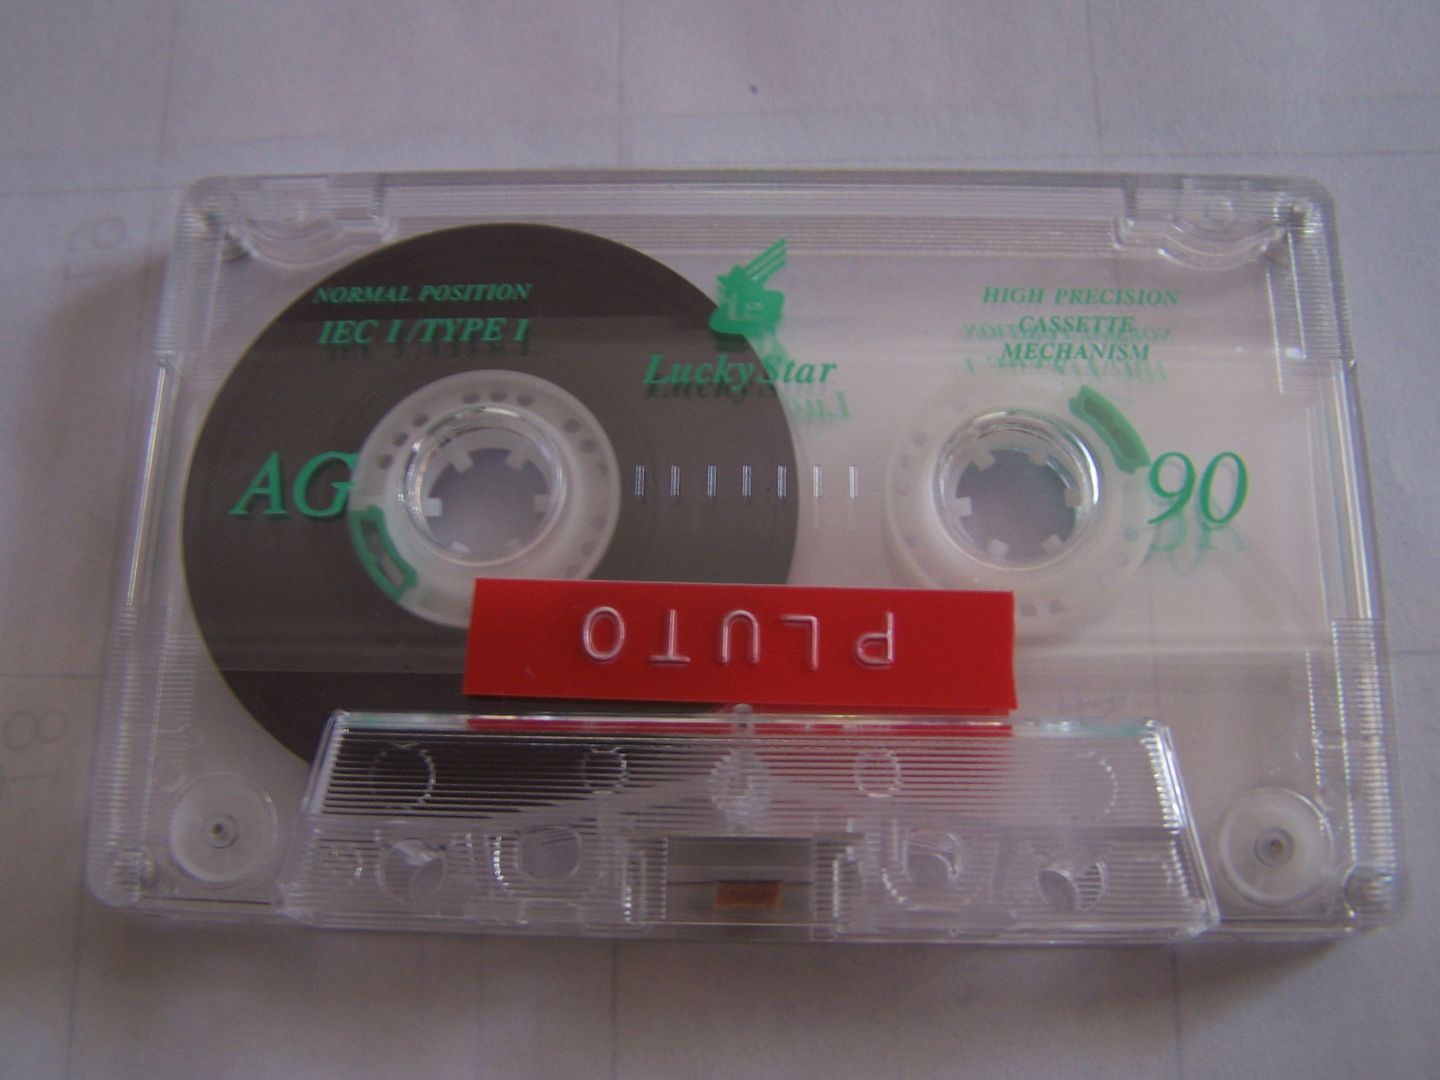 NORMAL POSITION
IEC I / TYPE I
LuckyStar
HIGH PRECISION
CASSETTE
MECHANISM
AG
90
PLUTO